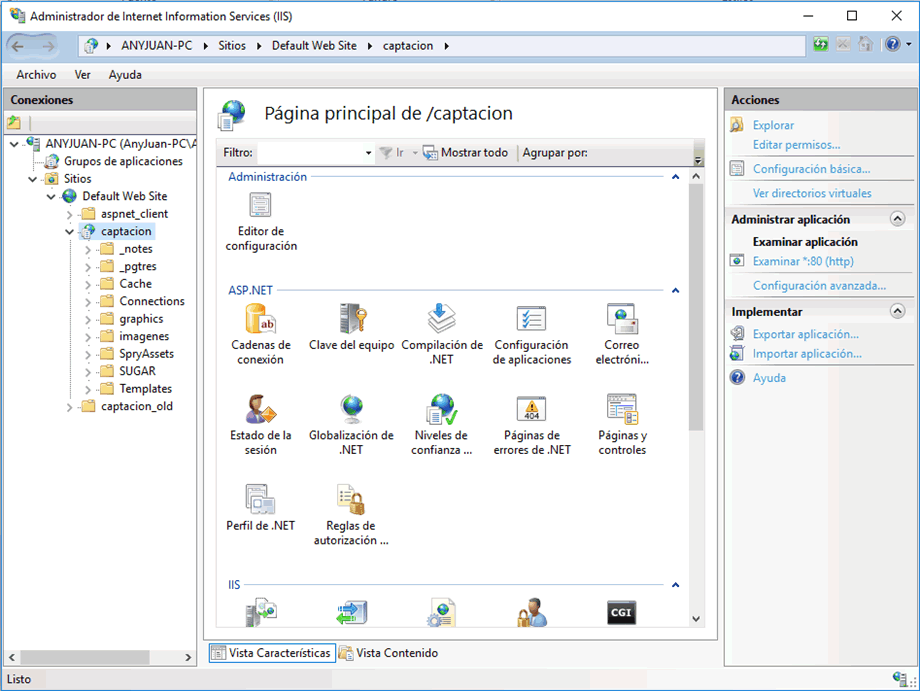 Administrador de Internet Information Services (IIS)
ANYJUAN-PC
Sitios
Default Web Site
captacion
Archivo
Ver
Ayuda
Conexiones
ANYJUAN-PC (AnyJuan-PC\A
Grupos de aplicaciones
Sitios
Default Web Site
aspnet_client
captacion
_notes
_pgtres
Cache
Connections
graphics
imagenes
SpryAssets
SUGAR
Templates
captacion_old
Página principal de /captacion
Filtro:
Ir
Mostrar todo
Agrupar por:
Administración
Editor de
configuración
ASP.NET
Cadenas de
conexión
Clave del equipo
Compilación de
.NET
Configuración
de aplicaciones
Correo
electróni...
Estado de la
sesión
Globalización de
.NET
Niveles de
confianza ...
404
Páginas de
errores de .NET
Páginas y
controles
Perfil de .NET
Reglas de
autorización ...
IIS
CGI
Vista Características
Vista Contenido
Acciones
Explorar
Editar permisos...
Configuración básica...
Ver directorios virtuales
Administrar aplicación
Examinar aplicación
Examinar *:80 (http)
Configuración avanzada...
Implementar
Exportar aplicación...
Importar aplicación...
Ayuda
Listo